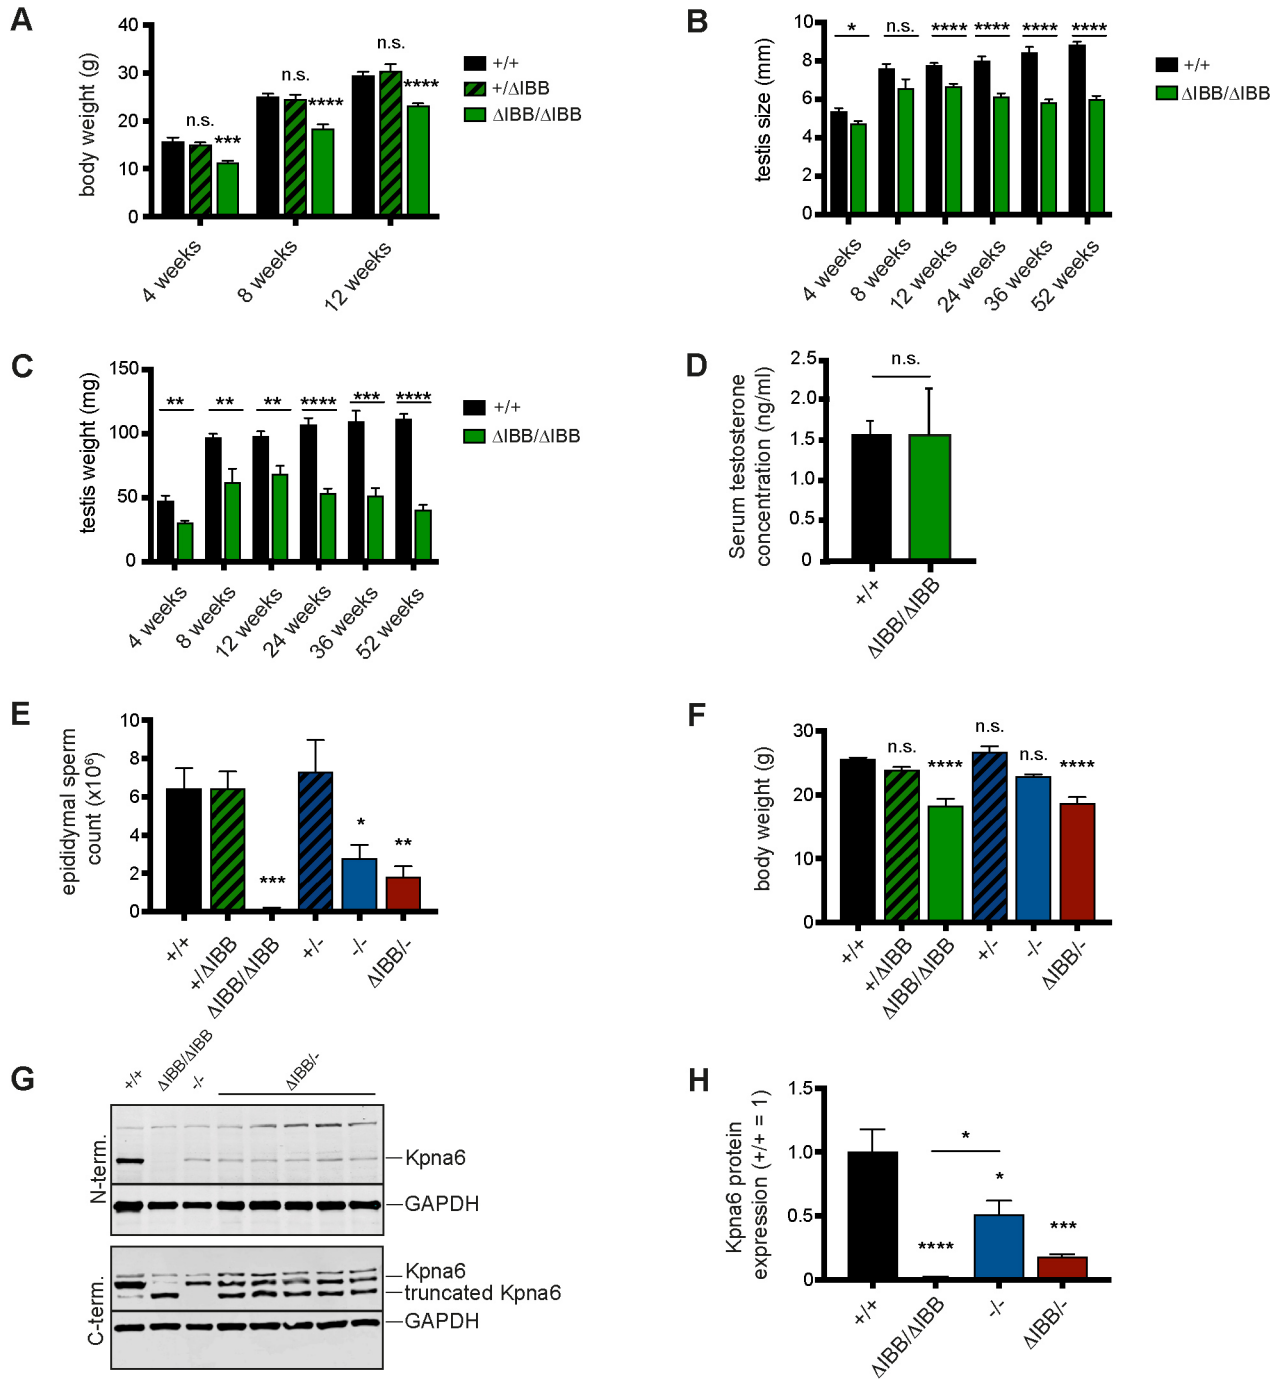 A
body weight (g)
40
30
20
10
0
n.s.
***
n.s.
****
n.s.
****
4 weeks
8 weeks
12 weeks
+/+
+/ΔIBB
ΔIBB/ΔIBB
B
testis size (mm)
10
8
6
4
2
0
*
n.s.
****
****
****
****
4 weeks
8 weeks
12 weeks
24 weeks
36 weeks
52 weeks
+/+
ΔIBB/ΔIBB
C
testis weight (mg)
150
100
50
0
**
**
**
****
***
****
4 weeks
8 weeks
12 weeks
24 weeks
36 weeks
52 weeks
+/+
ΔIBB/ΔIBB
D
Serum testosterone
concentration (ng/ml)
2.5
2.0
1.5
1.0
0.5
0
n.s.
+/+
ΔIBB/ΔIBB
E
epididymal sperm
count (x10⁶)
10
8
6
4
2
0
***
*
**
+/+
+/ΔIBB
ΔIBB/ΔIBB
+/-
-/-
ΔIBB/-
F
body weight (g)
30
20
10
0
n.s.
****
n.s.
n.s.
****
+/+
+/ΔIBB
ΔIBB/ΔIBB
+/-
-/-
ΔIBB/-
G
+/+
ΔIBB/ΔIBB
-/-
ΔIBB/-
N-term.
Kpna6
GAPDH
C-term.
Kpna6
truncated Kpna6
GAPDH
H
Kpna6 protein
expression (+/+ = 1)
1.5
1.0
0.5
0
****
*
*
***
+/+
ΔIBB/ΔIBB
-/-
ΔIBB/-